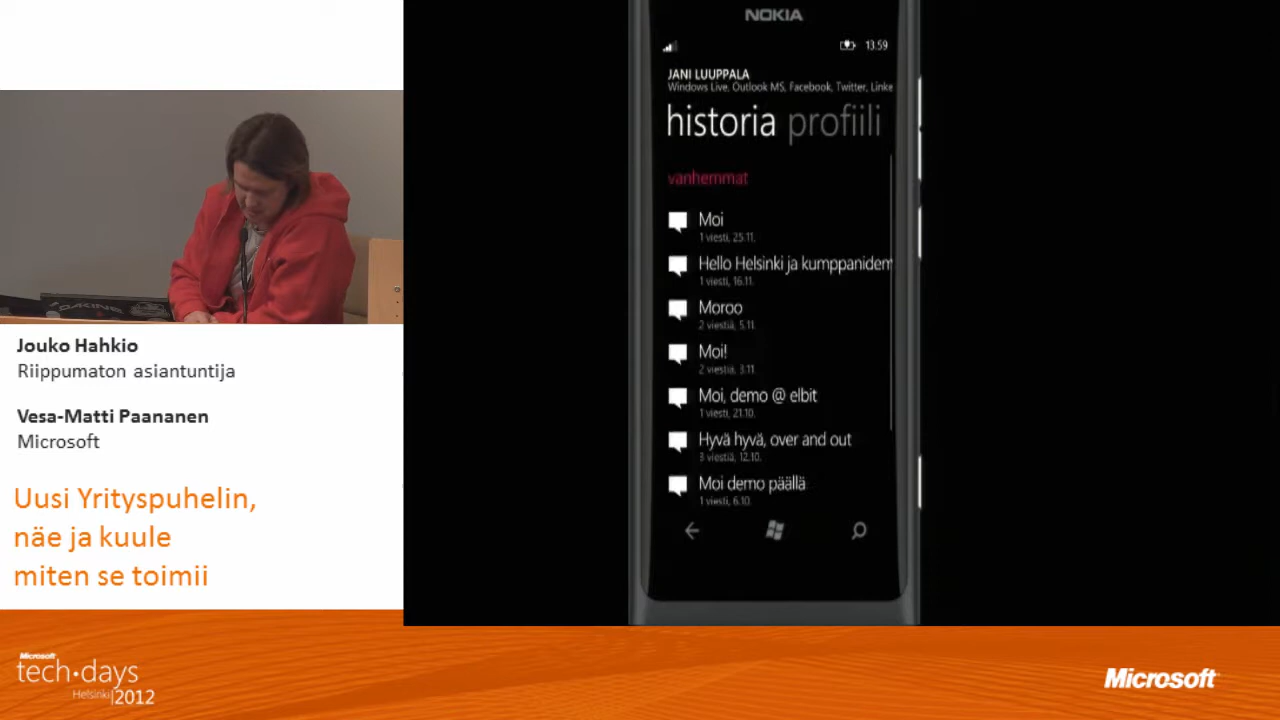 NOKIA
13.59
JANI LUUPPALA
Windows Live, Outlook MS, Facebook, Twitter, Linke
historia profiili
vanhemmat
Moi
1 viesti, 25.11.
Hello Helsinki ja kumppanidem
1 viesti, 16.11.
Moroo
2 viestiä, 5.11.
Moi!
2 viestiä, 3.11.
Moi, demo @ elbit
1 viesti, 21.10.
Hyvä hyvä, over and out
3 viestiä, 12.10.
Moi demo päällä
1 viesti, 6.10.
DAKINE
Jouko Hahkio
Riippumaton asiantuntija
Vesa-Matti Paananen
Microsoft
Uusi Yrityspuhelin,
näe ja kuule
miten se toimii
Microsoft
tech·days
Helsinki|2012
Microsoft